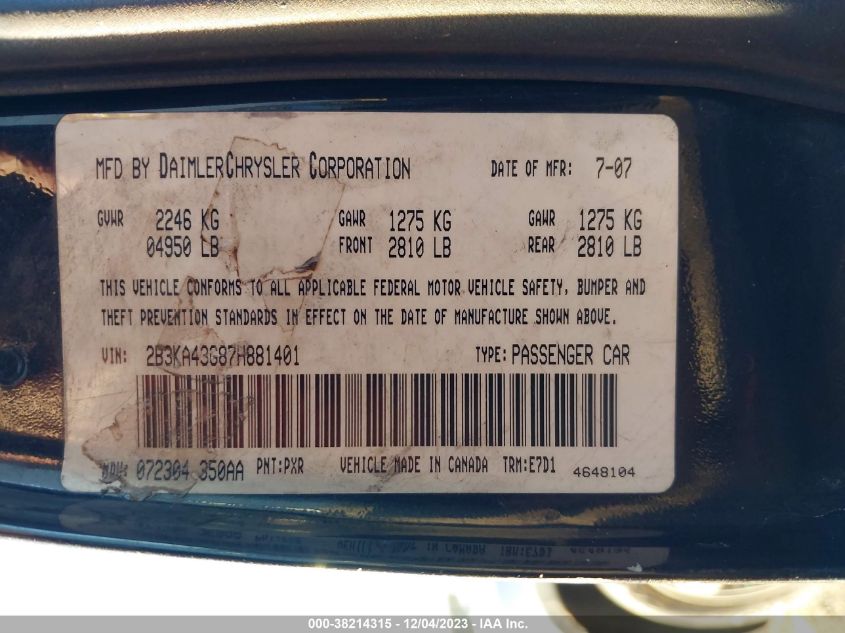 MFD BY DAIMLERCHRYSLER CORPORATION DATE OF MFR: 7-07
GVWR 2246 KG GAWR 1275 KG GAWR 1275 KG
04950 LB FRONT 2810 LB REAR 2810 LB
THIS VEHICLE CONFORMS TO ALL APPLICABLE FEDERAL MOTOR VEHICLE SAFETY, BUMPER AND
THEFT PREVENTION STANDARDS IN EFFECT ON THE DATE OF MANUFACTURE SHOWN ABOVE.
VIN: 2B3KA43G87H881401 TYPE: PASSENGER CAR
MDH: 072304 350AA PNT:PXR VEHICLE MADE IN CANADA TRM:E7D1 4648104
000-38214315 - 12/04/2023 - IAA Inc.